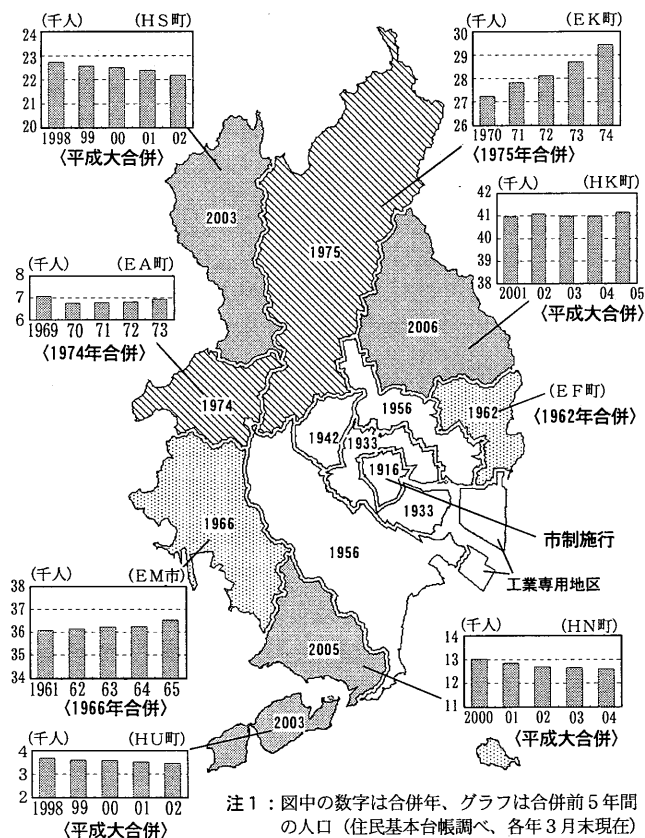 (千人) (HS町)
24
23
22
21
20
1998 99 00 01 02
〈平成大合併〉
(千人) (EK町)
30
29
28
27
26
1970 71 72 73 74
〈1975年合併〉
(千人) (HK町)
42
41
40
39
38
2001 02 03 04 05
〈平成大合併〉
(千人) (EA町)
8
7
6
1969 70 71 72 73
〈1974年合併〉
2003
1975
2006
1974
1956
1962
(EF町)
〈1962年合併〉
1942
1933
1916
1933
市制施行
1966
1956
工業専用地区
(千人) (EM市)
38
37
36
35
34
1961 62 63 64 65
〈1966年合併〉
2005
(千人) (HN町)
14
13
12
11
2000 01 02 03 04
〈平成大合併〉
2003
(千人) (HU町)
4
3
2
1998 99 00 01 02
〈平成大合併〉
注1：図中の数字は合併年、グラフは合併前5年間
の人口（住民基本台帳調べ、各年3月末現在）